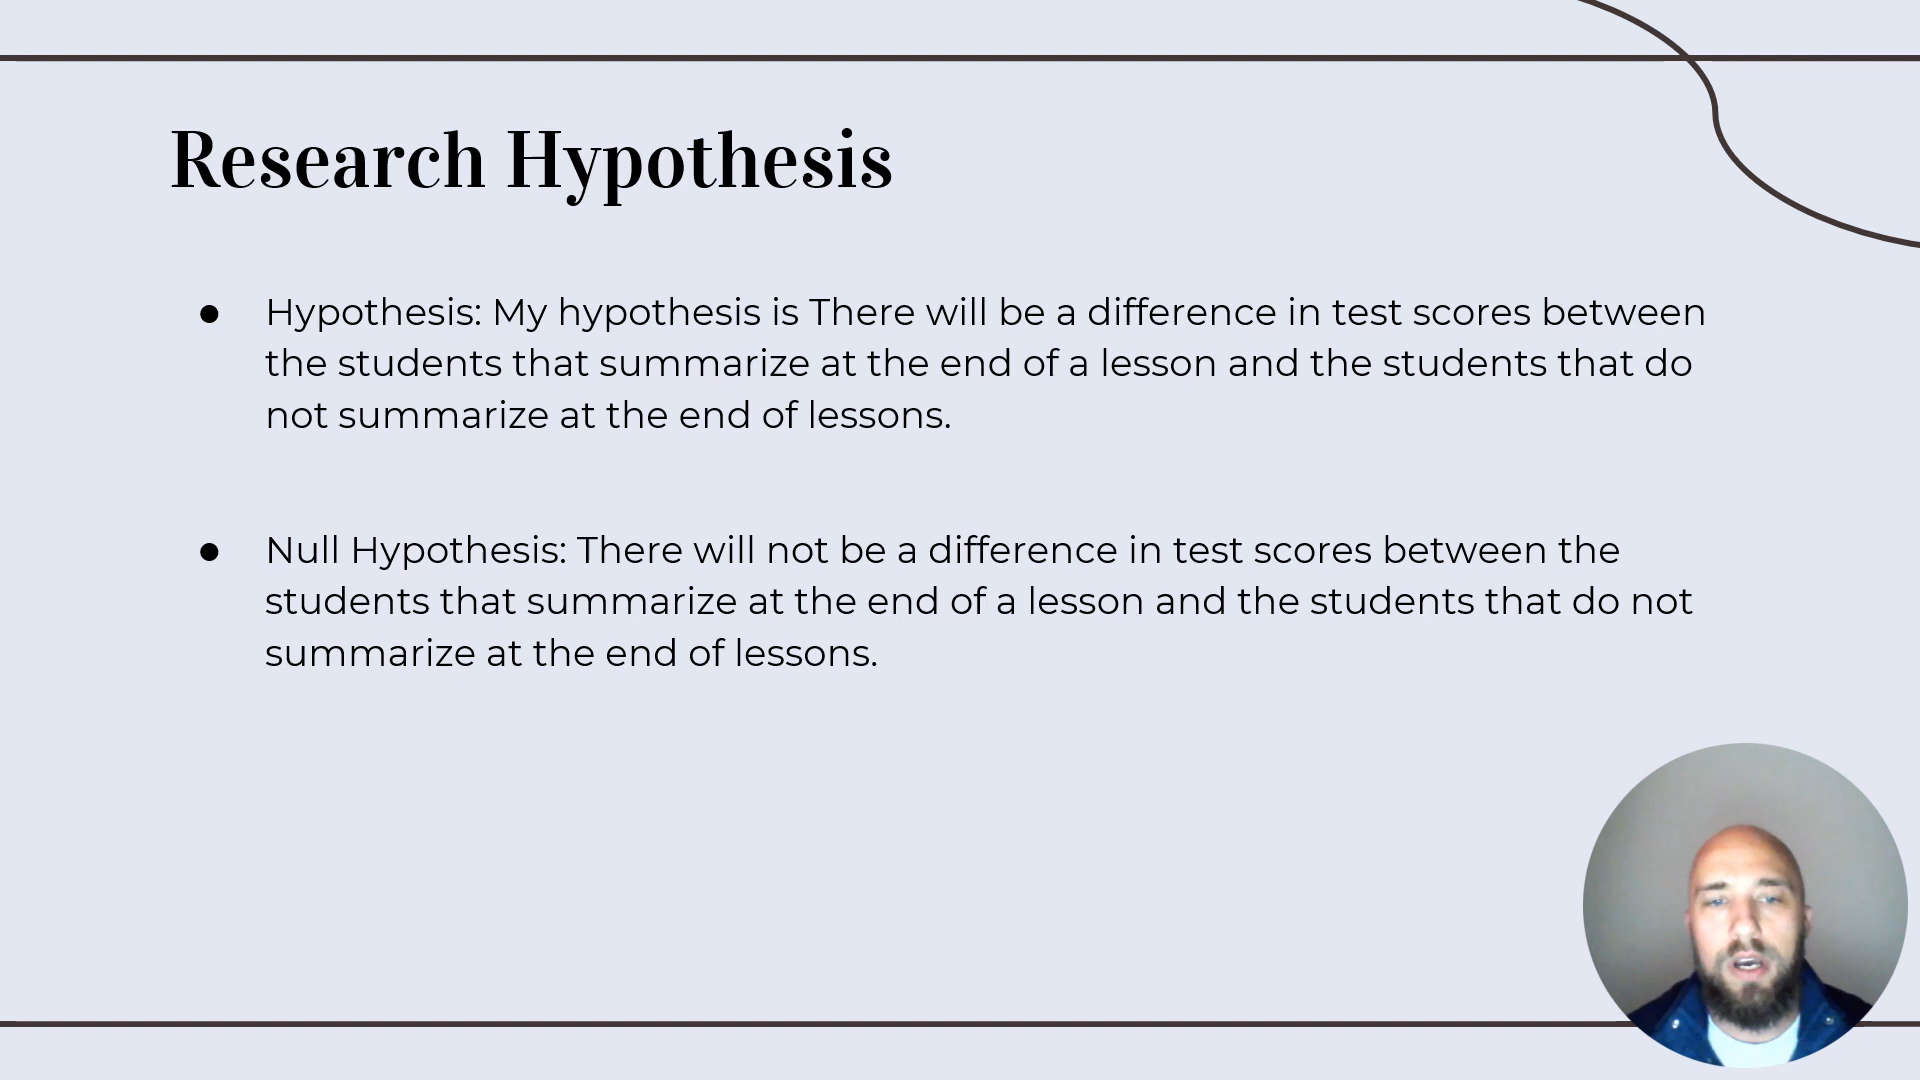 Research Hypothesis
● Hypothesis: My hypothesis is There will be a difference in test scores between
the students that summarize at the end of a lesson and the students that do
not summarize at the end of lessons.
● Null Hypothesis: There will not be a difference in test scores between the
students that summarize at the end of a lesson and the students that do not
summarize at the end of lessons.